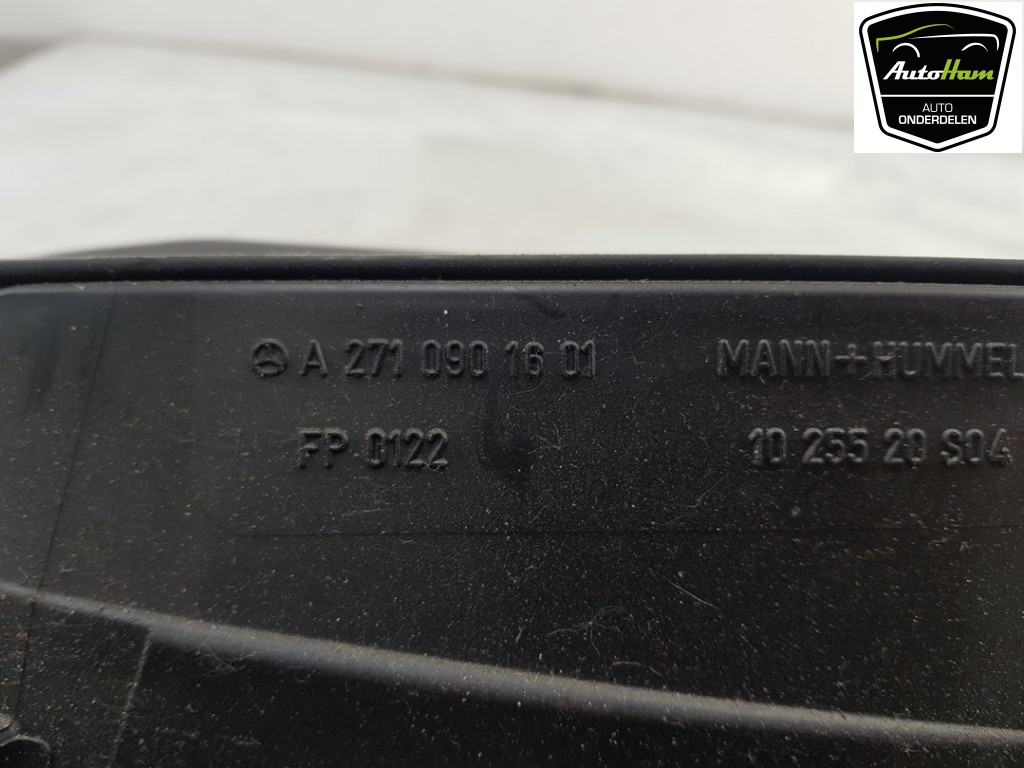 AutoHam
AUTO
ONDERDELEN
A 271 090 16 01 MANN+HUMMEL
FP 0122 10 255 20 S04